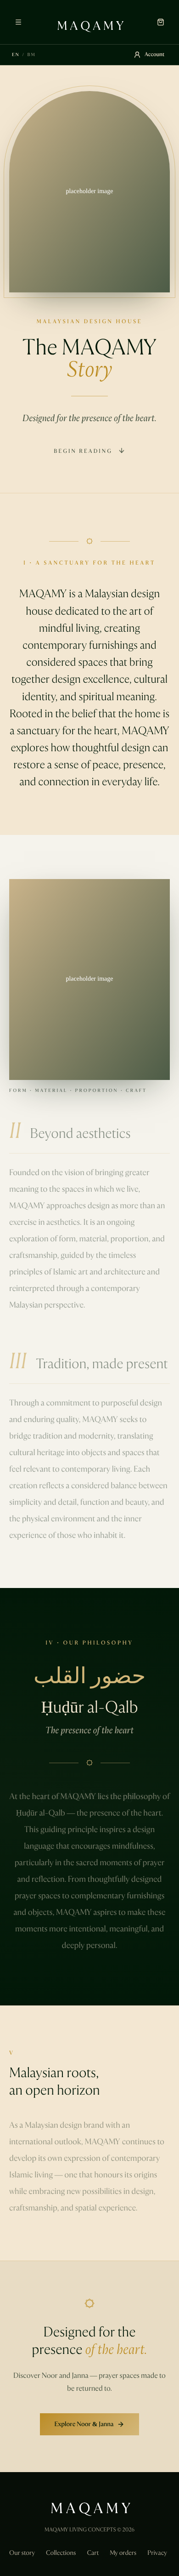 MAQAMY
EN / BM
Account
placeholder image
MALAYSIAN DESIGN HOUSE
The MAQAMY
Story
Designed for the presence of the heart.
BEGIN READING
I · A SANCTUARY FOR THE HEART
MAQAMY is a Malaysian design
house dedicated to the art of
mindful living, creating
contemporary furnishings and
considered spaces that bring
together design excellence, cultural
identity, and spiritual meaning.
Rooted in the belief that the home is
a sanctuary for the heart, MAQAMY
explores how thoughtful design can
restore a sense of peace, presence,
and connection in everyday life.
placeholder image
FORM · MATERIAL · PROPORTION · CRAFT
II Beyond aesthetics
Founded on the vision of bringing greater
meaning to the spaces in which we live,
MAQAMY approaches design as more than an
exercise in aesthetics. It is an ongoing
exploration of form, material, proportion, and
craftsmanship, guided by the timeless
principles of Islamic art and architecture and
reinterpreted through a contemporary
Malaysian perspective.
III Tradition, made present
Through a commitment to purposeful design
and enduring quality, MAQAMY seeks to
bridge tradition and modernity, translating
cultural heritage into objects and spaces that
feel relevant to contemporary living. Each
creation reflects a considered balance between
simplicity and detail, function and beauty, and
the physical environment and the inner
experience of those who inhabit it.
IV · OUR PHILOSOPHY
حضور القلب
Ḥuḍūr al-Qalb
The presence of the heart
At the heart of MAQAMY lies the philosophy of
Ḥuḍūr al-Qalb — the presence of the heart.
This guiding principle inspires a design
language that encourages mindfulness,
particularly in the sacred moments of prayer
and reflection. From thoughtfully designed
prayer spaces to complementary furnishings
and objects, MAQAMY aspires to make these
moments more intentional, meaningful, and
deeply personal.
V
Malaysian roots,
an open horizon
As a Malaysian design brand with an
international outlook, MAQAMY continues to
develop its own expression of contemporary
Islamic living — one that honours its origins
while embracing new possibilities in design,
craftsmanship, and spatial experience.
Designed for the
presence of the heart.
Discover Noor and Janna — prayer spaces made to
be returned to.
Explore Noor & Janna
MAQAMY
MAQAMY LIVING CONCEPTS © 2026
Our story Collections Cart My orders Privacy